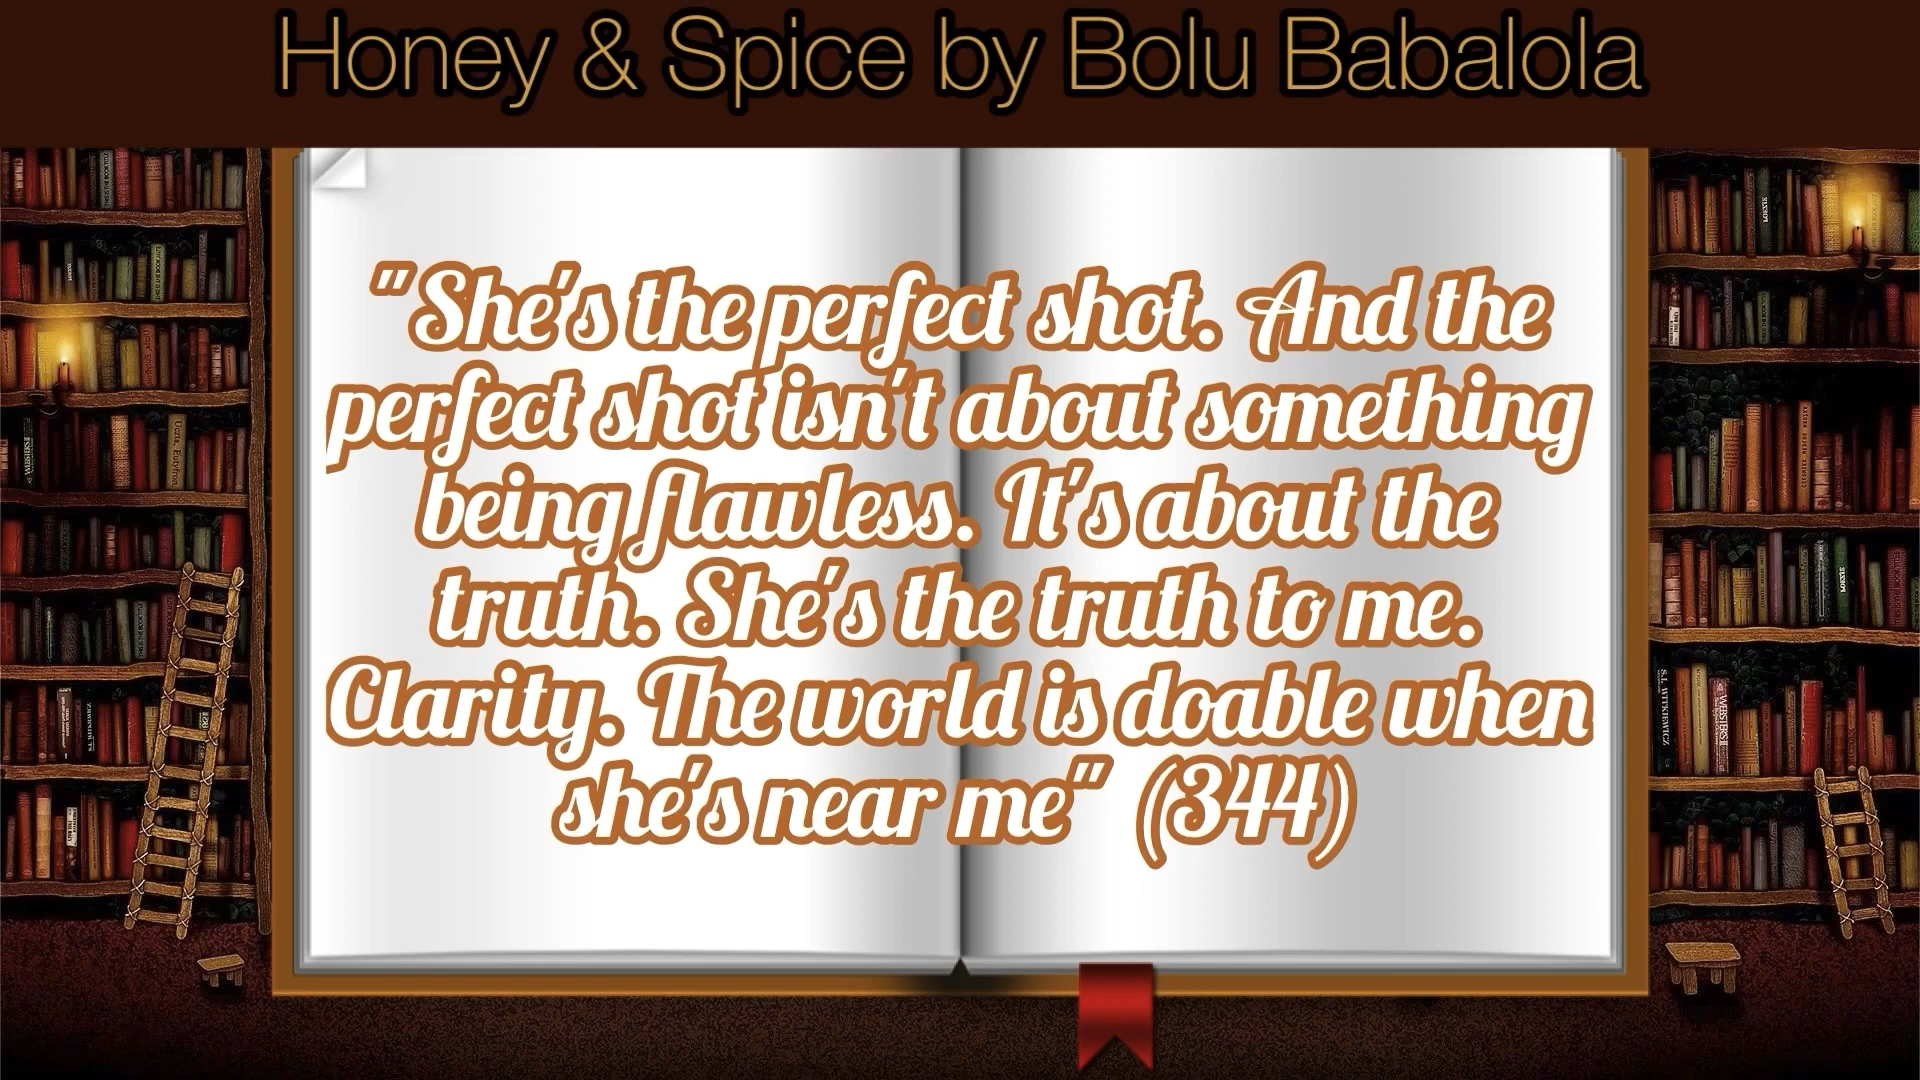 Honey & Spice by Bolu Babalola
"She's the perfect shot. And the
perfect shot isn't about something
being flawless. It's about the
truth. She's the truth to me.
Clarity. The world is doable when
she's near me" (344)